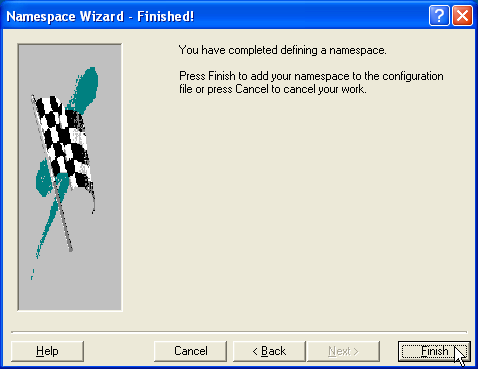 Namespace Wizard - Finished!
You have completed defining a namespace.
Press Finish to add your namespace to the configuration
file or press Cancel to cancel your work.
Help Cancel < Back Next > Finish